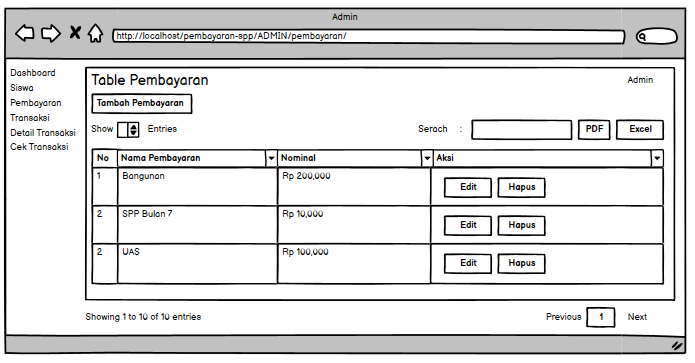 Admin
http://localhost/pembayaran-spp/ADMIN/pembayaran/
Dashboard
Siswa
Pembayaran
Transaksi
Detail Transaksi
Cek Transaksi
Table Pembayaran
Admin
Tambah Pembayaran
Show Entries
Serach : PDF Excel
No Nama Pembayaran Nominal Aksi
1 Bangunan Rp 200,000 Edit Hapus
2 SPP Bulan 7 Rp 10,000 Edit Hapus
2 UAS Rp 100,000 Edit Hapus
Showing 1 to 10 of 10 entries
Previous 1 Next